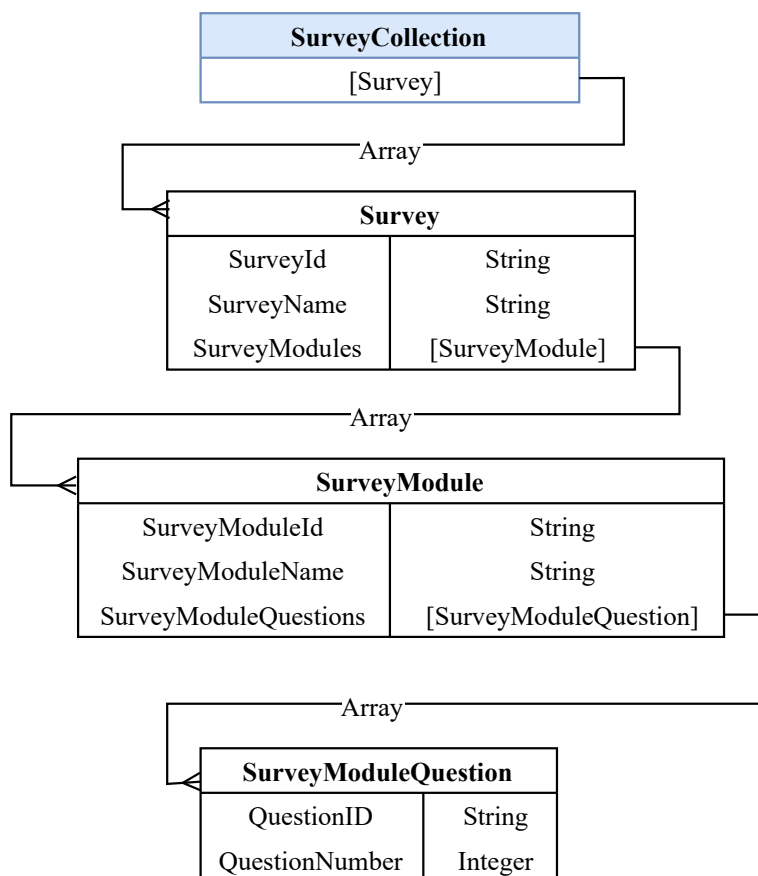 SurveyCollection
[Survey]
Array
Survey
SurveyId String
SurveyName String
SurveyModules [SurveyModule]
Array
SurveyModule
SurveyModuleId String
SurveyModuleName String
SurveyModuleQuestions [SurveyModuleQuestion]
Array
SurveyModuleQuestion
QuestionID String
QuestionNumber Integer